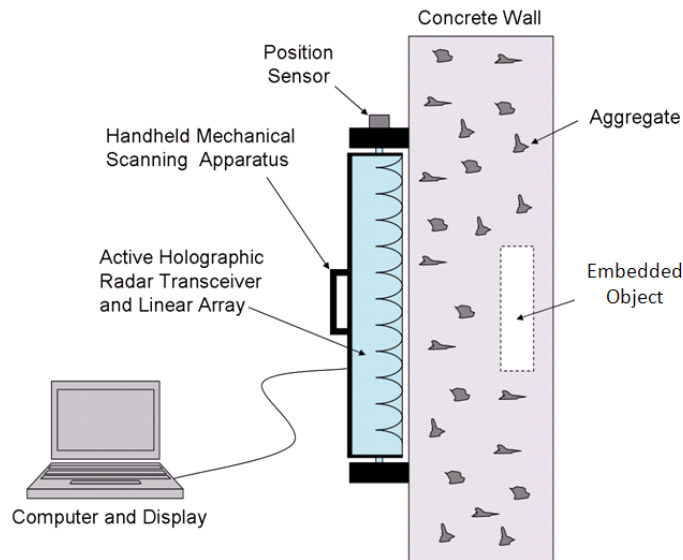 Concrete Wall
Position
Sensor
Handheld Mechanical
Scanning Apparatus
Aggregate
Active Holographic
Radar Transceiver
and Linear Array
Embedded
Object
Computer and Display